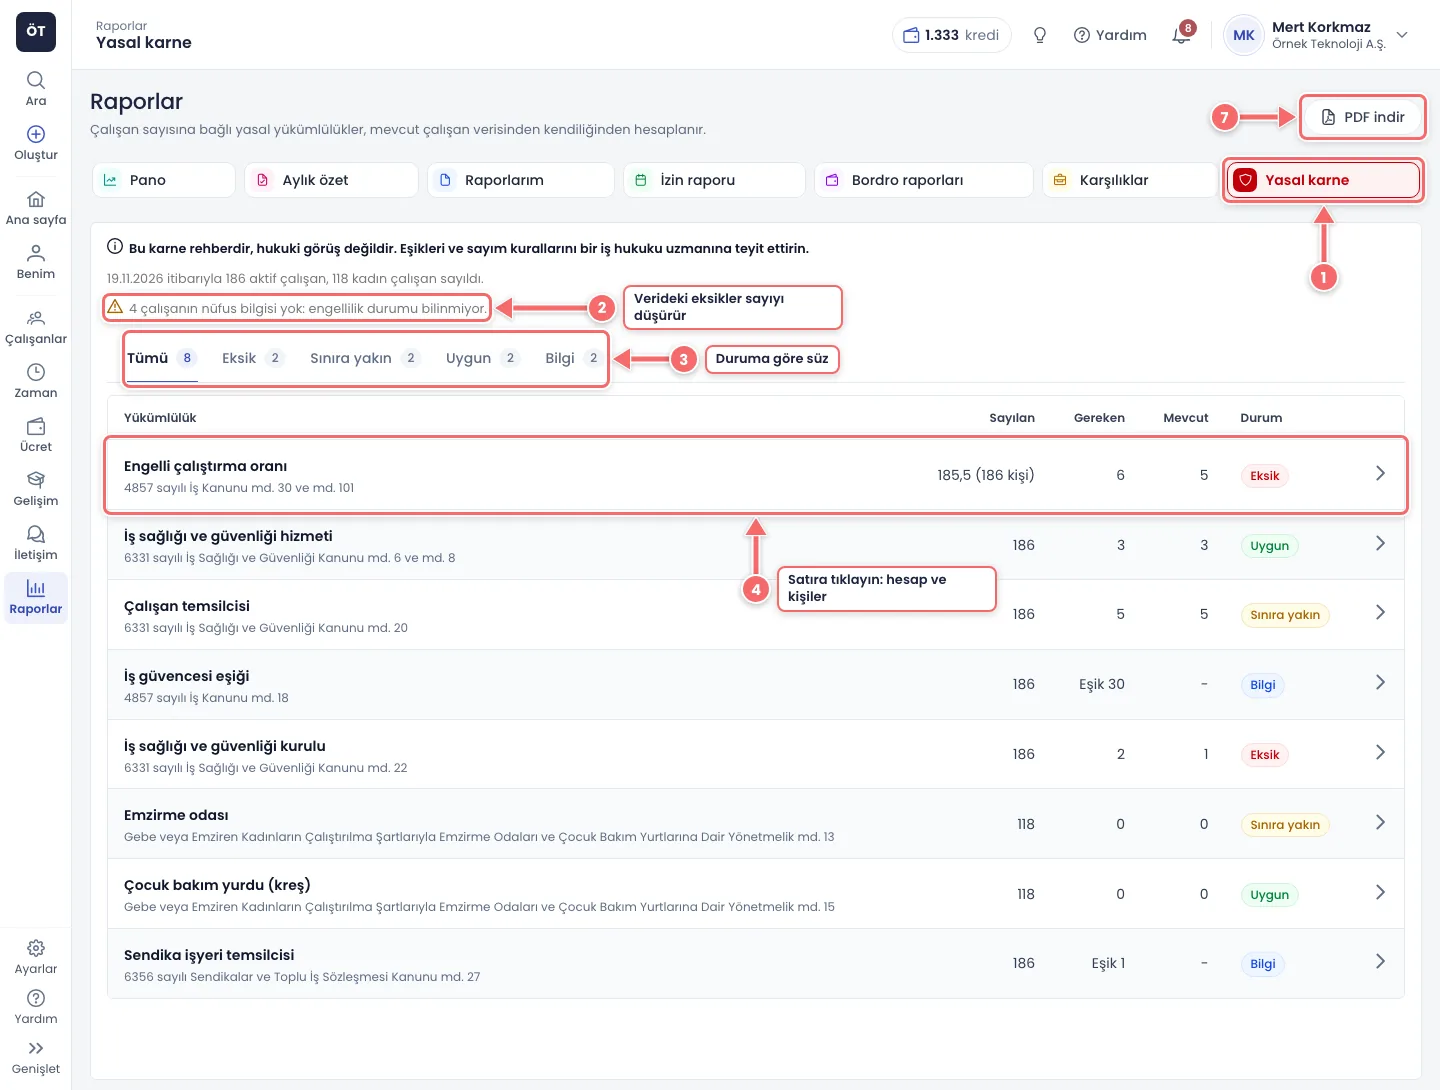 ÖT
Raporlar
Yasal karne
1.333 kredi
Yardım
8
MK
Mert Korkmaz
Örnek Teknoloji A.Ş.
Ara
Oluştur
Ana sayfa
Benim
Çalışanlar
Zaman
Ücret
Gelişim
İletişim
Raporlar
Ayarlar
Yardım
Genişlet
Raporlar
Çalışan sayısına bağlı yasal yükümlülükler, mevcut çalışan verisinden kendiliğinden hesaplanır.
7
PDF indir
Pano
Aylık özet
Raporlarım
İzin raporu
Bordro raporları
Karşılıklar
Yasal karne
1
Bu karne rehberdir, hukuki görüş değildir. Eşikleri ve sayım kurallarını bir iş hukuku uzmanına teyit ettirin.
19.11.2026 itibarıyla 186 aktif çalışan, 118 kadın çalışan sayıldı.
4 çalışanın nüfus bilgisi yok: engellilik durumu bilinmiyor.
2
Verideki eksikler sayıyı
düşürür
Tümü 8
Eksik 2
Sınıra yakın 2
Uygun 2
Bilgi 2
3
Duruma göre süz
Yükümlülük Sayılan Gereken Mevcut Durum
Engelli çalıştırma oranı
4857 sayılı İş Kanunu md. 30 ve md. 101
185,5 (186 kişi) 6 5 Eksik
İş sağlığı ve güvenliği hizmeti
6331 sayılı İş Sağlığı ve Güvenliği Kanunu md. 6 ve md. 8
186 3 3 Uygun
4
Satıra tıklayın: hesap ve
kişiler
Çalışan temsilcisi
6331 sayılı İş Sağlığı ve Güvenliği Kanunu md. 20
186 5 5 Sınıra yakın
İş güvencesi eşiği
4857 sayılı İş Kanunu md. 18
186 Eşik 30 - Bilgi
İş sağlığı ve güvenliği kurulu
6331 sayılı İş Sağlığı ve Güvenliği Kanunu md. 22
186 2 1 Eksik
Emzirme odası
Gebe veya Emziren Kadınların Çalıştırılma Şartlarıyla Emzirme Odaları ve Çocuk Bakım Yurtlarına Dair Yönetmelik md. 13
118 0 0 Sınıra yakın
Çocuk bakım yurdu (kreş)
Gebe veya Emziren Kadınların Çalıştırılma Şartlarıyla Emzirme Odaları ve Çocuk Bakım Yurtlarına Dair Yönetmelik md. 15
118 0 0 Uygun
Sendika işyeri temsilcisi
6356 sayılı Sendikalar ve Toplu İş Sözleşmesi Kanunu md. 27
186 Eşik 1 - Bilgi